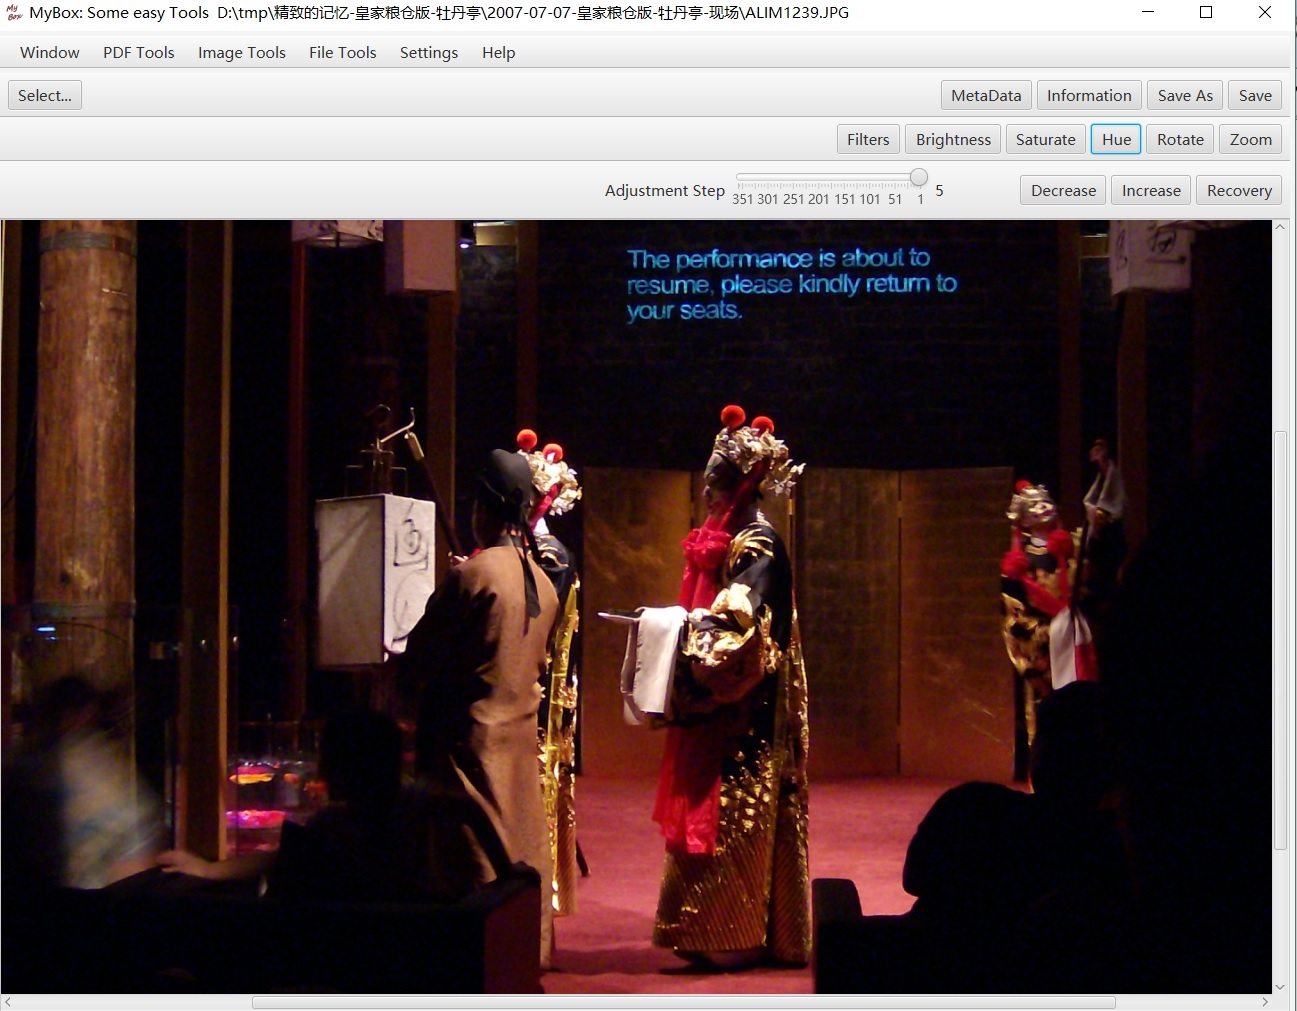 MyBox: Some easy Tools D:\tmp\精致的记忆-皇家粮仓版-牡丹亭\2007-07-07-皇家粮仓版-牡丹亭-现场\ALIM1239.JPG
Window PDF Tools Image Tools File Tools Settings Help
Select... MetaData Information Save As Save
Filters Brightness Saturate Hue Rotate Zoom
Adjustment Step 5 Decrease Increase Recovery
351 301 251 201 151 101 51 1
The performance is about to
resume, please kindly return to
your seats.